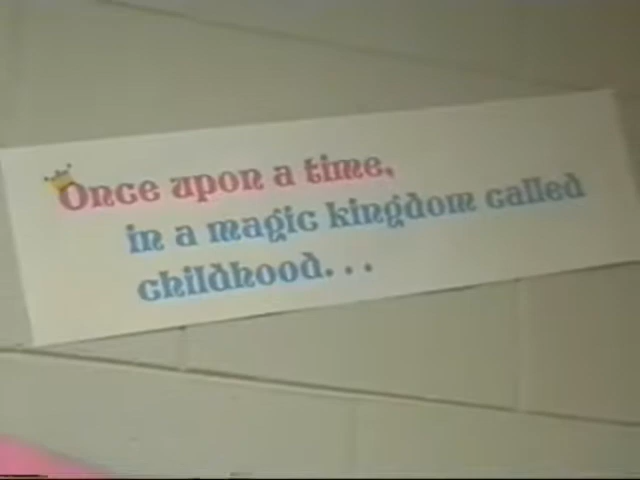 Once upon a time,
in a magic kingdom called
childhood...